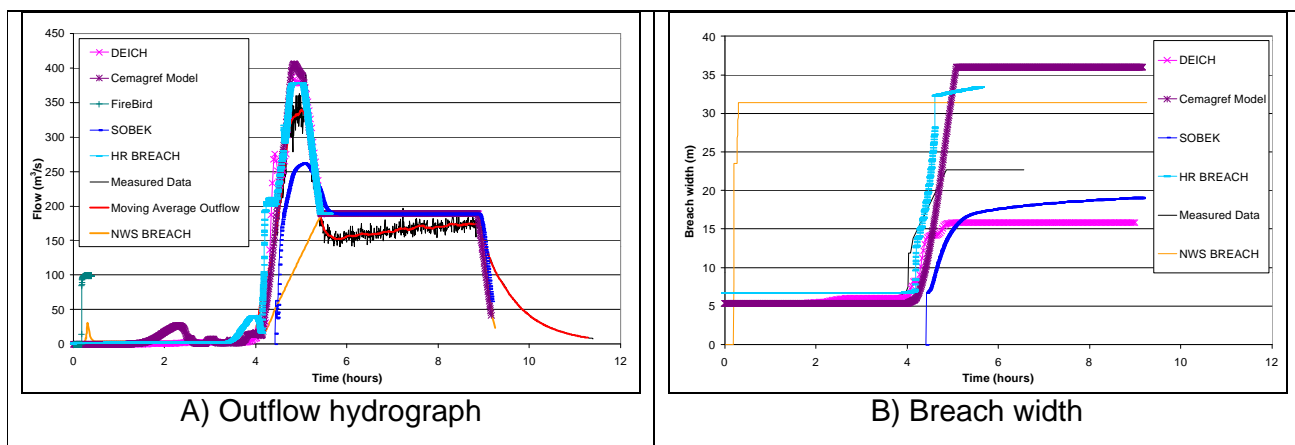 400
350
300
250
200
150
100
50
0
Flow (m³/s)
DEICH
Cemagref Model
FireBird
SOBEK
HR BREACH
Measured Data
Moving Average Outflow
NWS BREACH
0 2 4 6 8 10 12
Time (hours)
A) Outflow hydrograph
40
35
30
25
20
15
10
5
0
Breach width (m)
DEICH
Cemagref Model
SOBEK
HR BREACH
Measured Data
NWS BREACH
0 2 4 6 8 10 12
Time (hours)
B) Breach width